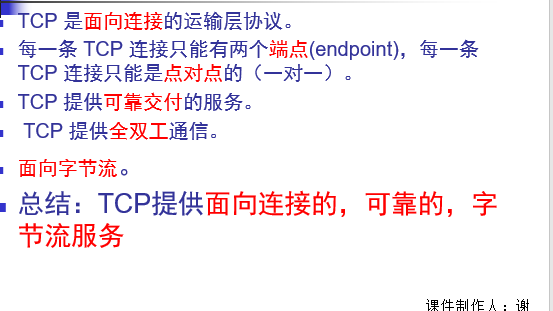 TCP 是面向连接的运输层协议。
每一条 TCP 连接只能有两个端点(endpoint)，每一条
TCP 连接只能是点对点的（一对一）。
TCP 提供可靠交付的服务。
TCP 提供全双工通信。
面向字节流。
总结：TCP提供面向连接的，可靠的，字
节流服务
课件制作人：谢